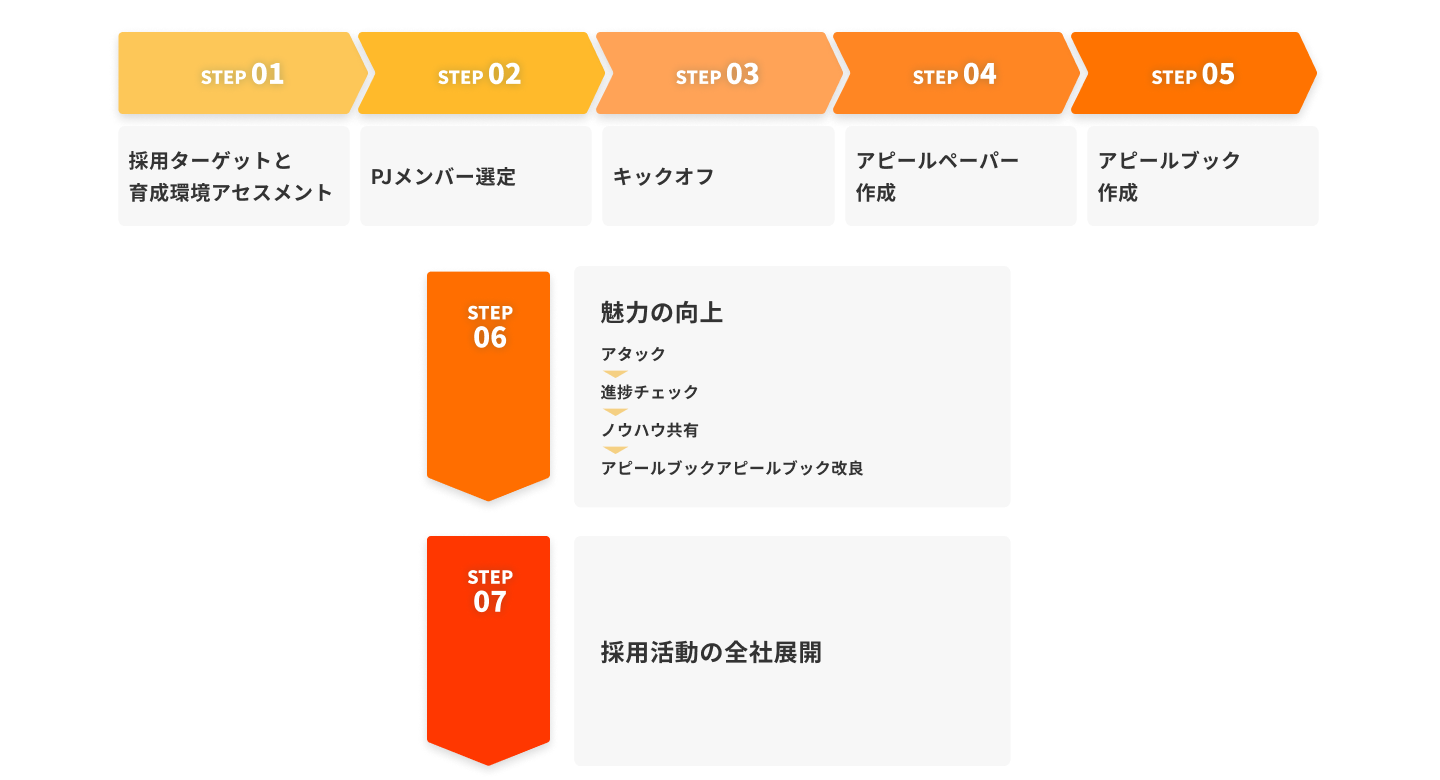 STEP 01
STEP 02
STEP 03
STEP 04
STEP 05
採用ターゲットと
育成環境アセスメント
PJメンバー選定
キックオフ
アピールペーパー
作成
アピールブック
作成
STEP
06
魅力の向上
アタック
進捗チェック
ノウハウ共有
アピールブックアピールブック改良
STEP
07
採用活動の全社展開